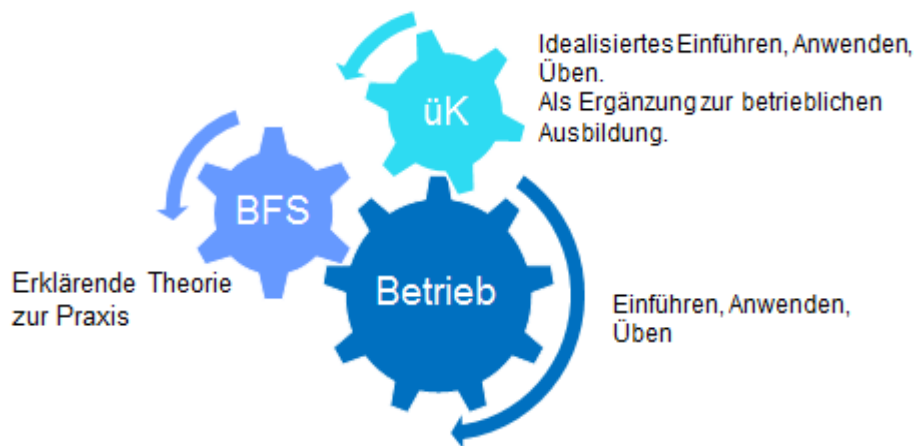 Idealisiertes Einführen, Anwenden,
Üben.
Als Ergänzung zur betrieblichen
Ausbildung.
üK
BFS
Erklärende Theorie
zur Praxis
Betrieb
Einführen, Anwenden,
Üben